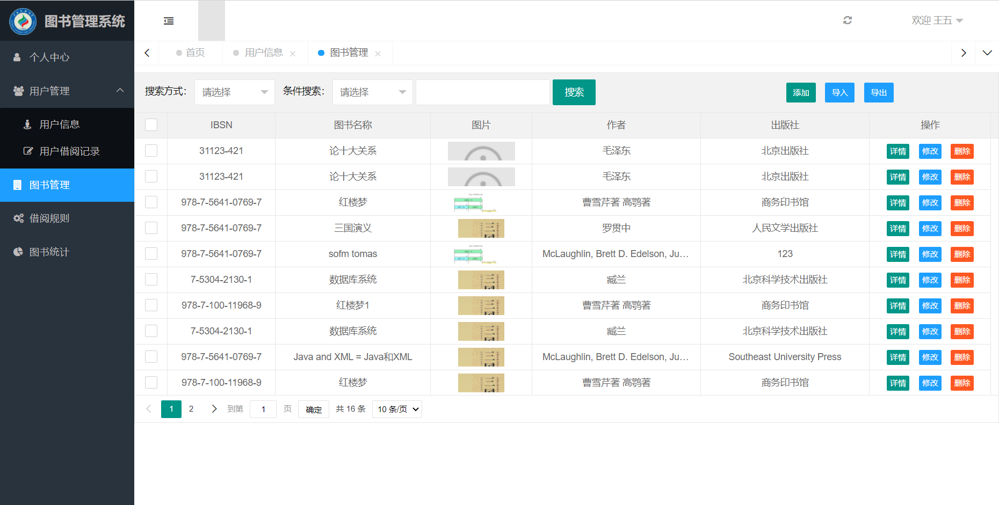 图书管理系统
欢迎 王五
个人中心
用户管理
用户信息
用户借阅记录
图书管理
借阅规则
图书统计
首页 用户信息 图书管理
搜索方式: 请选择 条件搜索: 请选择 搜索 添加 导入 导出
IBSN 图书名称 图片 作者 出版社 操作
31123-421 论十大关系 毛泽东 北京出版社 详情 修改 删除
31123-421 论十大关系 毛泽东 北京出版社 详情 修改 删除
978-7-5641-0769-7 红楼梦 曹雪芹著 高鹗著 商务印书馆 详情 修改 删除
978-7-5641-0769-7 三国演义 罗贯中 人民文学出版社 详情 修改 删除
978-7-5641-0769-7 sofm tomas McLaughlin, Brett D. Edelson, Ju... 123 详情 修改 删除
7-5304-2130-1 数据库系统 臧兰 北京科学技术出版社 详情 修改 删除
978-7-100-11968-9 红楼梦1 曹雪芹著 高鹗著 商务印书馆 详情 修改 删除
7-5304-2130-1 数据库系统 臧兰 北京科学技术出版社 详情 修改 删除
978-7-5641-0769-7 Java and XML = Java和XML McLaughlin, Brett D. Edelson, Ju... Southeast University Press 详情 修改 删除
978-7-100-11968-9 红楼梦 曹雪芹著 高鹗著 商务印书馆 详情 修改 删除
1 2 到第 1 页 确定 共 16 条 10 条/页